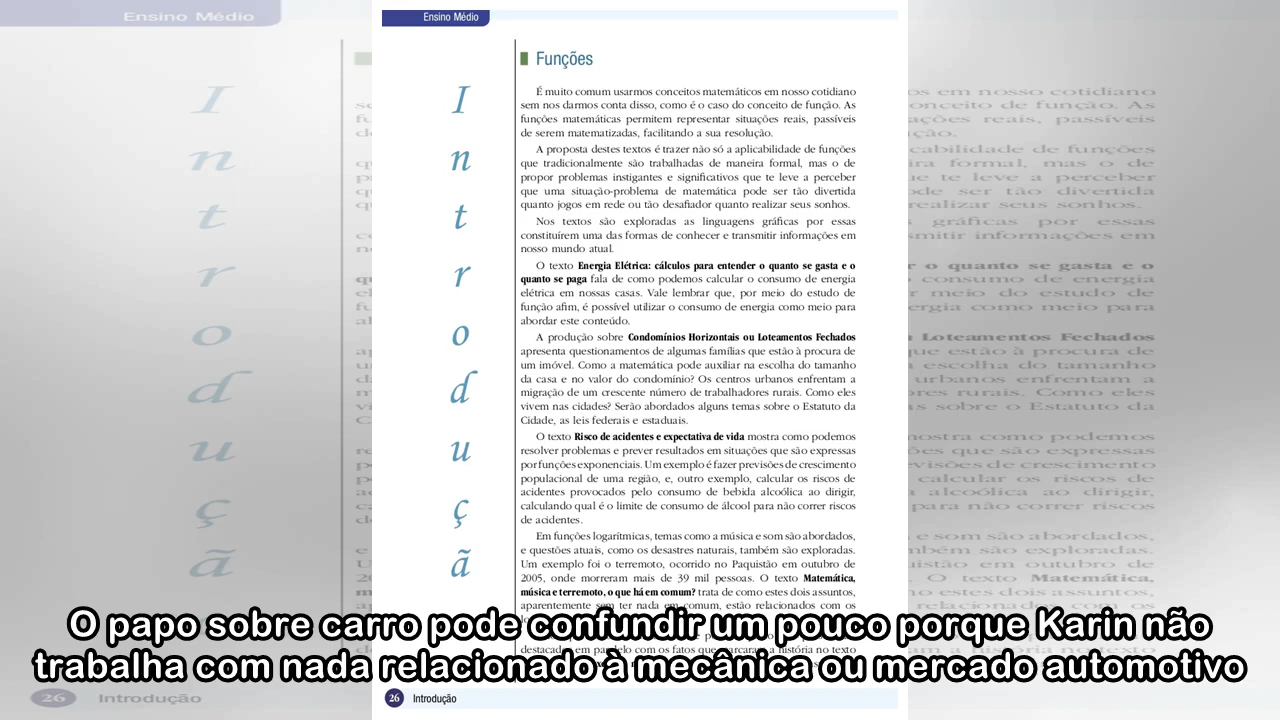 Ensino Médio
Funções
I
n
t
r
o
d
u
ç
ã
É muito comum usarmos conceitos matemáticos em nosso cotidiano
sem nos darmos conta disso, como é o caso do conceito de função. As
funções matemáticas permitem representar situações reais, passíveis
de serem matematizadas, facilitando a sua resolução.
A proposta destes textos é trazer não só a aplicabilidade de funções
que tradicionalmente são trabalhadas de maneira formal, mas o de
propor problemas instigantes e significativos que te leve a perceber
que uma situação-problema de matemática pode ser tão divertida
quanto jogos em rede ou tão desafiador quanto realizar seus sonhos.
Nos textos são exploradas as linguagens gráficas por essas
constituírem uma das formas de conhecer e transmitir informações em
nosso mundo atual.
O texto Energia Elétrica: cálculos para entender o quanto se gasta e o
quanto se paga fala de como podemos calcular o consumo de energia
elétrica em nossas casas. Vale lembrar que, por meio do estudo de
função afim, é possível utilizar o consumo de energia como meio para
abordar este conteúdo.
A produção sobre Condomínios Horizontais ou Loteamentos Fechados
apresenta questionamentos de algumas famílias que estão à procura de
um imóvel. Como a matemática pode auxiliar na escolha do tamanho
da casa e no valor do condomínio? Os centros urbanos enfrentam a
migração de um crescente número de trabalhadores rurais. Como eles
vivem nas cidades? Serão abordados alguns temas sobre o Estatuto da
Cidade, as leis federais e estaduais.
O texto Risco de acidentes e expectativa de vida mostra como podemos
resolver problemas e prever resultados em situações que são expressas
por funções exponenciais. Um exemplo é fazer previsões de crescimento
populacional de uma região, e, outro exemplo, calcular os riscos de
acidentes provocados pelo consumo de bebida alcoólica ao dirigir,
calculando qual é o limite de consumo de álcool para não correr riscos
de acidentes.
Em funções logarítmicas, temas como a música e som são abordados,
e questões atuais, como os desastres naturais, também são exploradas.
Um exemplo foi o terremoto, ocorrido no Paquistão em outubro de
2005, onde morreram mais de 39 mil pessoas. O texto Matemática,
música e terremoto, o que há em comum? trata de como estes dois assuntos,
aparentemente sem ter nada em comum, estão relacionados com os
O papo sobre carro pode confundir um pouco porque Karin não
trabalha com nada relacionado à mecânica ou mercado automotivo
26 Introdução